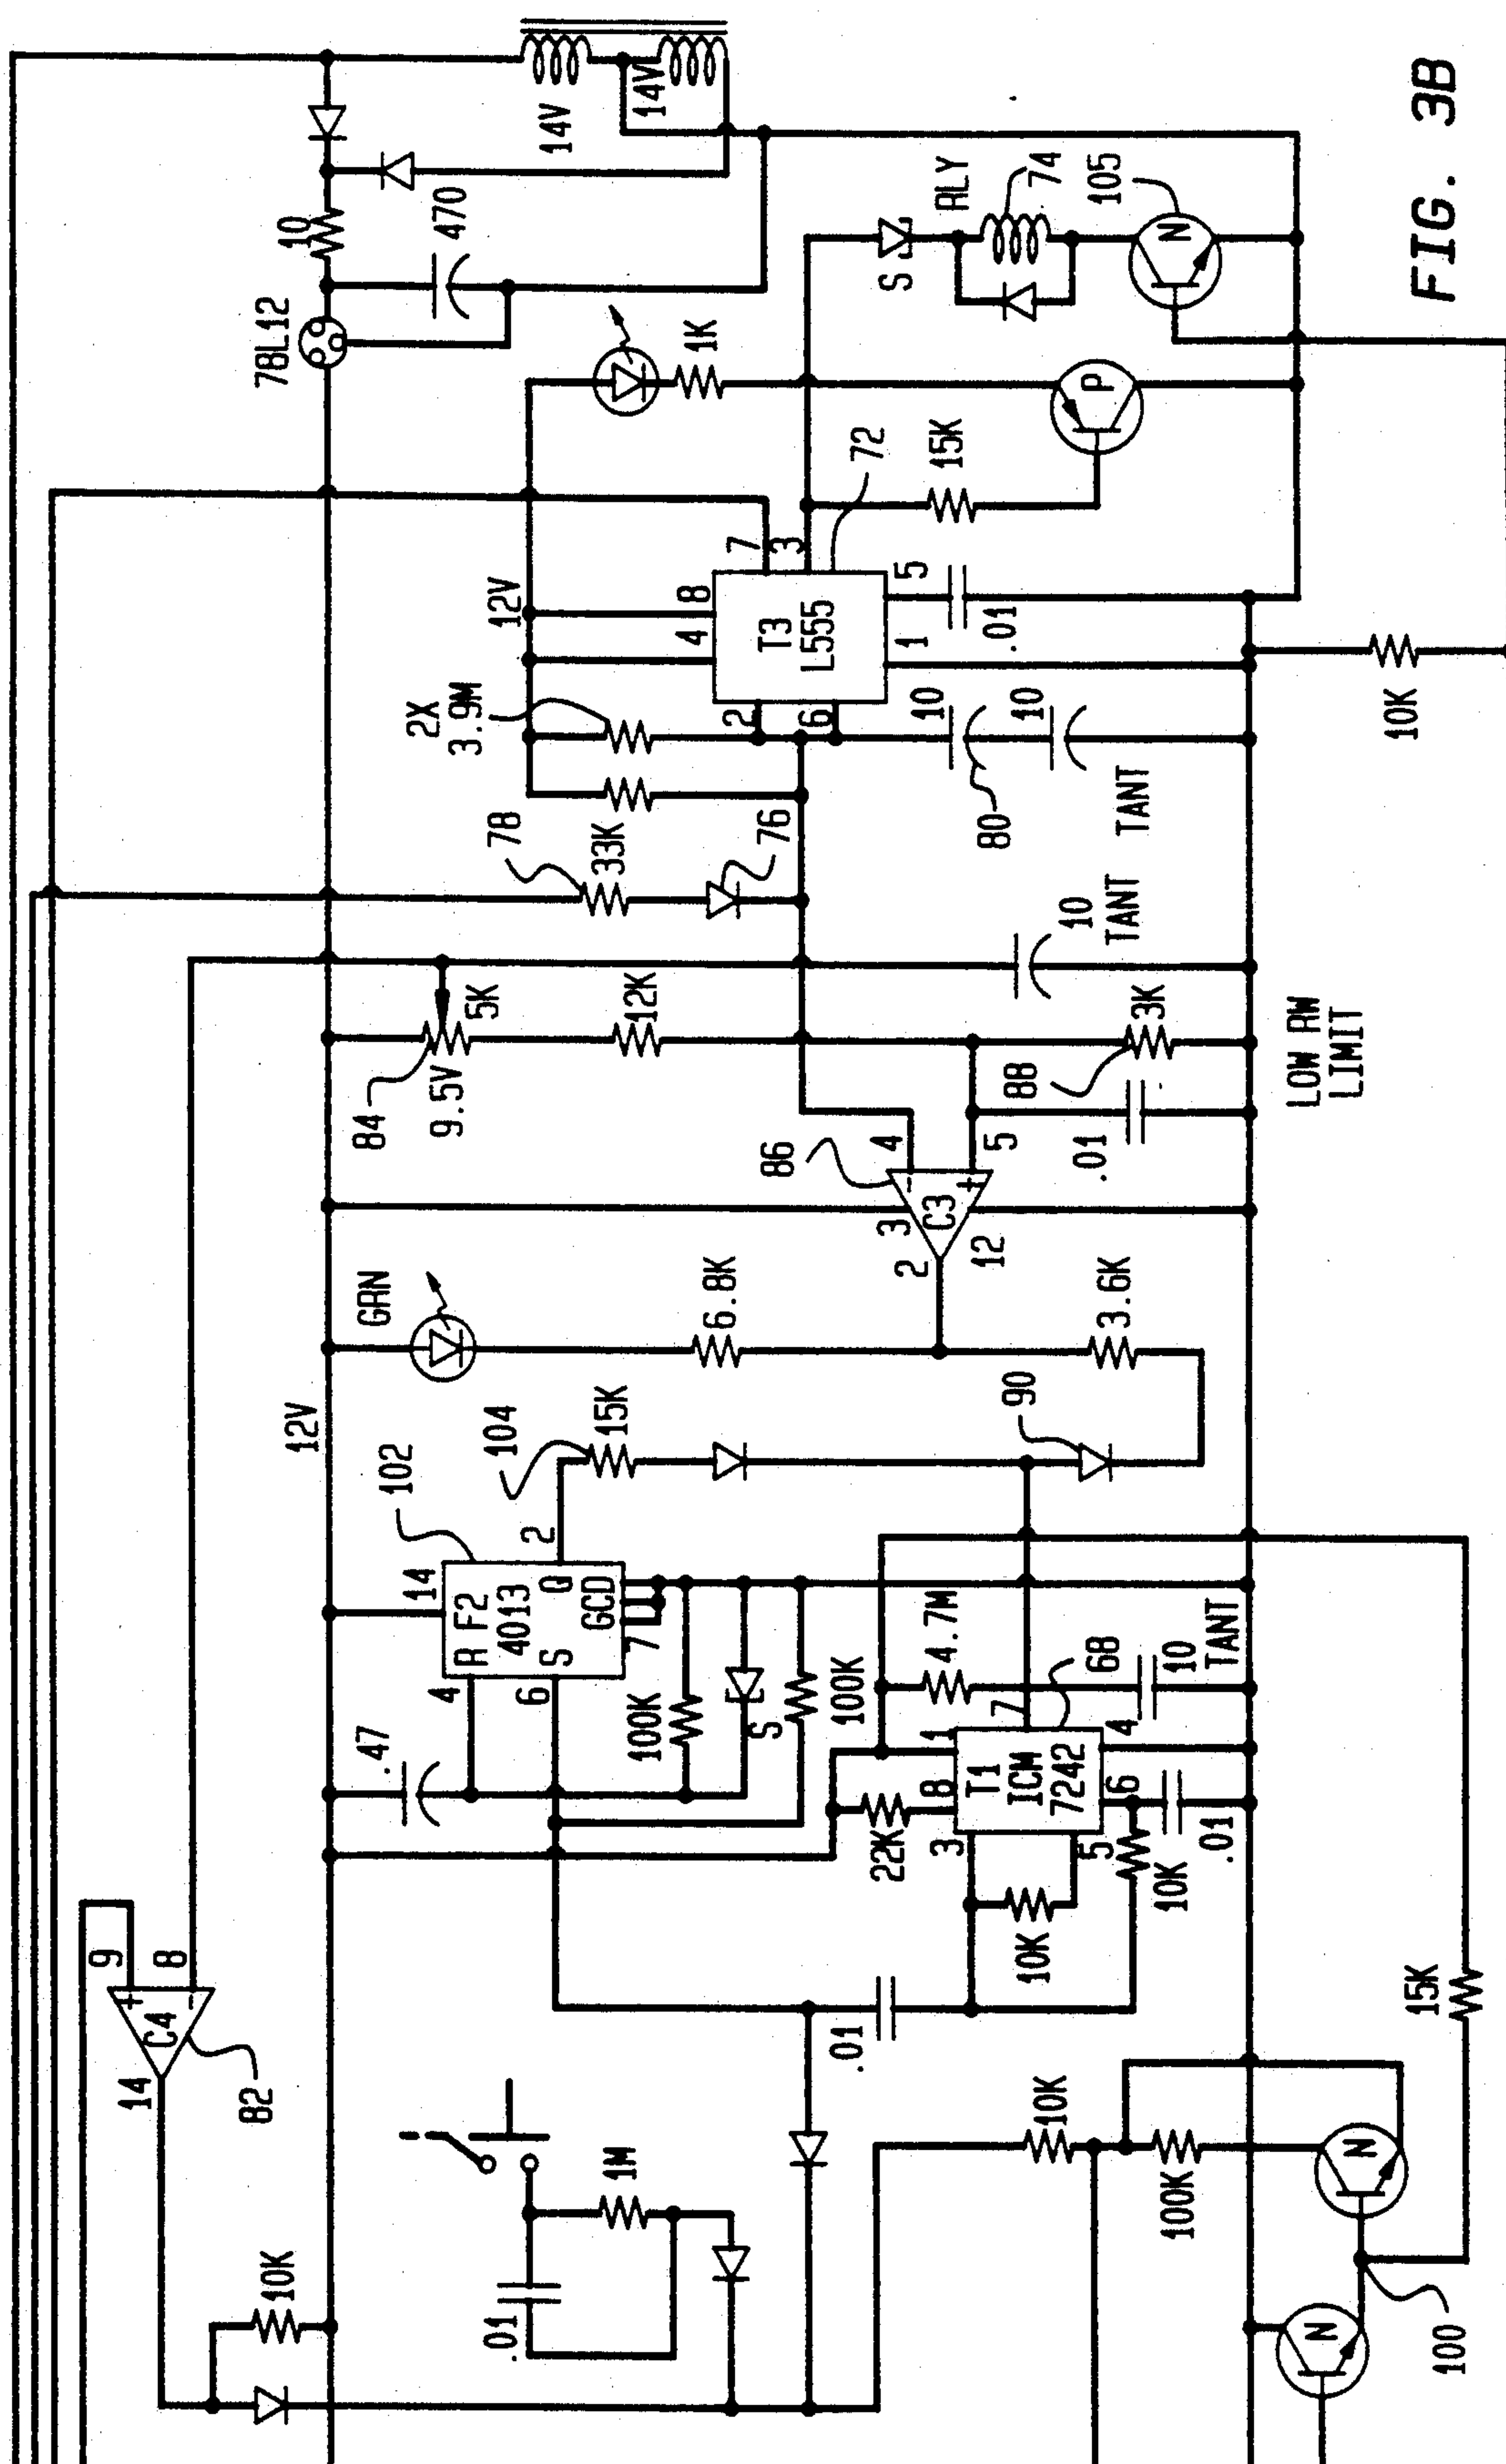 14V
14V
10
470
78L12
RLY
74
S
105
1K
FIG. 3B
72
15K
P
N
12V
7
3
8
4
T3
L555
5
1
.01
2X
3.9M
2
6
10
10
80
TANT
10K
78
33K
76
10
TANT
5K
12K
3K
84
9.5V
88
LOW RW
LIMIT
86
4
5
.01
-
+
3
C3
12
2
GRN
6.8K
3.6K
12V
102
104
15K
90
14
2
R F2
4013
S
Q
GCD
7
4
6
4.7M
68
10
TANT
.47
100K
S
100K
1
7
8
T1
ICM
7242
4
6
22K
3
5
10K
.01
10K
9
8
+
-
C4
14
82
.01
15K
1M
10K
100K
N
10K
.01
N
100